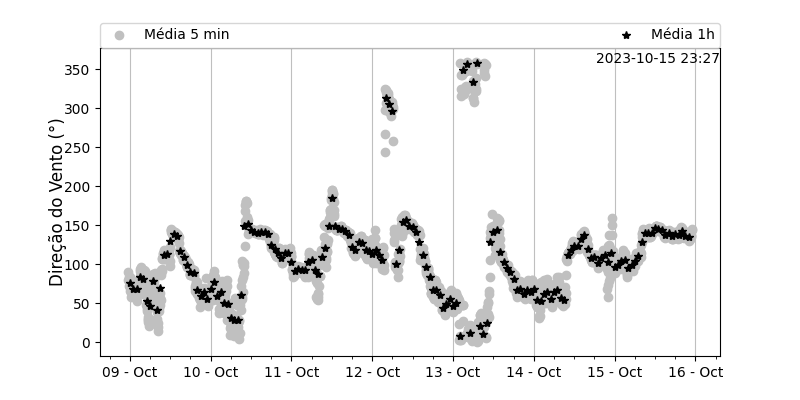 Média 5 min
Média 1h
2023-10-15 23:27
Direção do Vento (°)
350
300
250
200
150
100
50
0
09 - Oct
10 - Oct
11 - Oct
12 - Oct
13 - Oct
14 - Oct
15 - Oct
16 - Oct